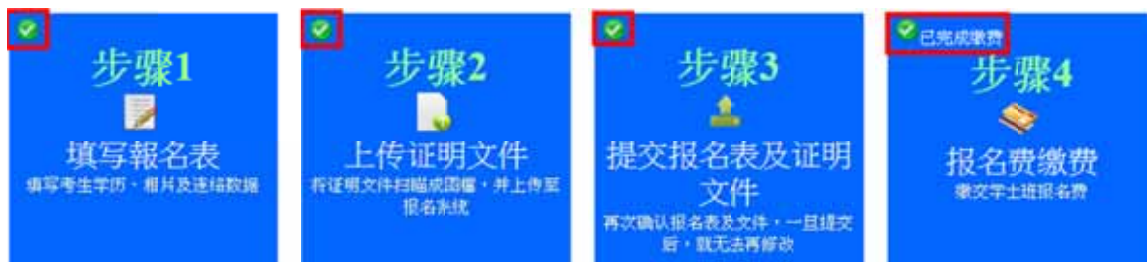 步骤1
填写報名表
填写考生学历、相片及连络数据
步骤2
上传证明文件
将证明文件扫瞄成图檔，并上传至
报名系统
步骤3
提交报名表及证明
文件
再次确认报名表及文件，一旦提交
后，就无法再修改
已完成缴费
步骤4
报名费缴费
缴交学士班报名费